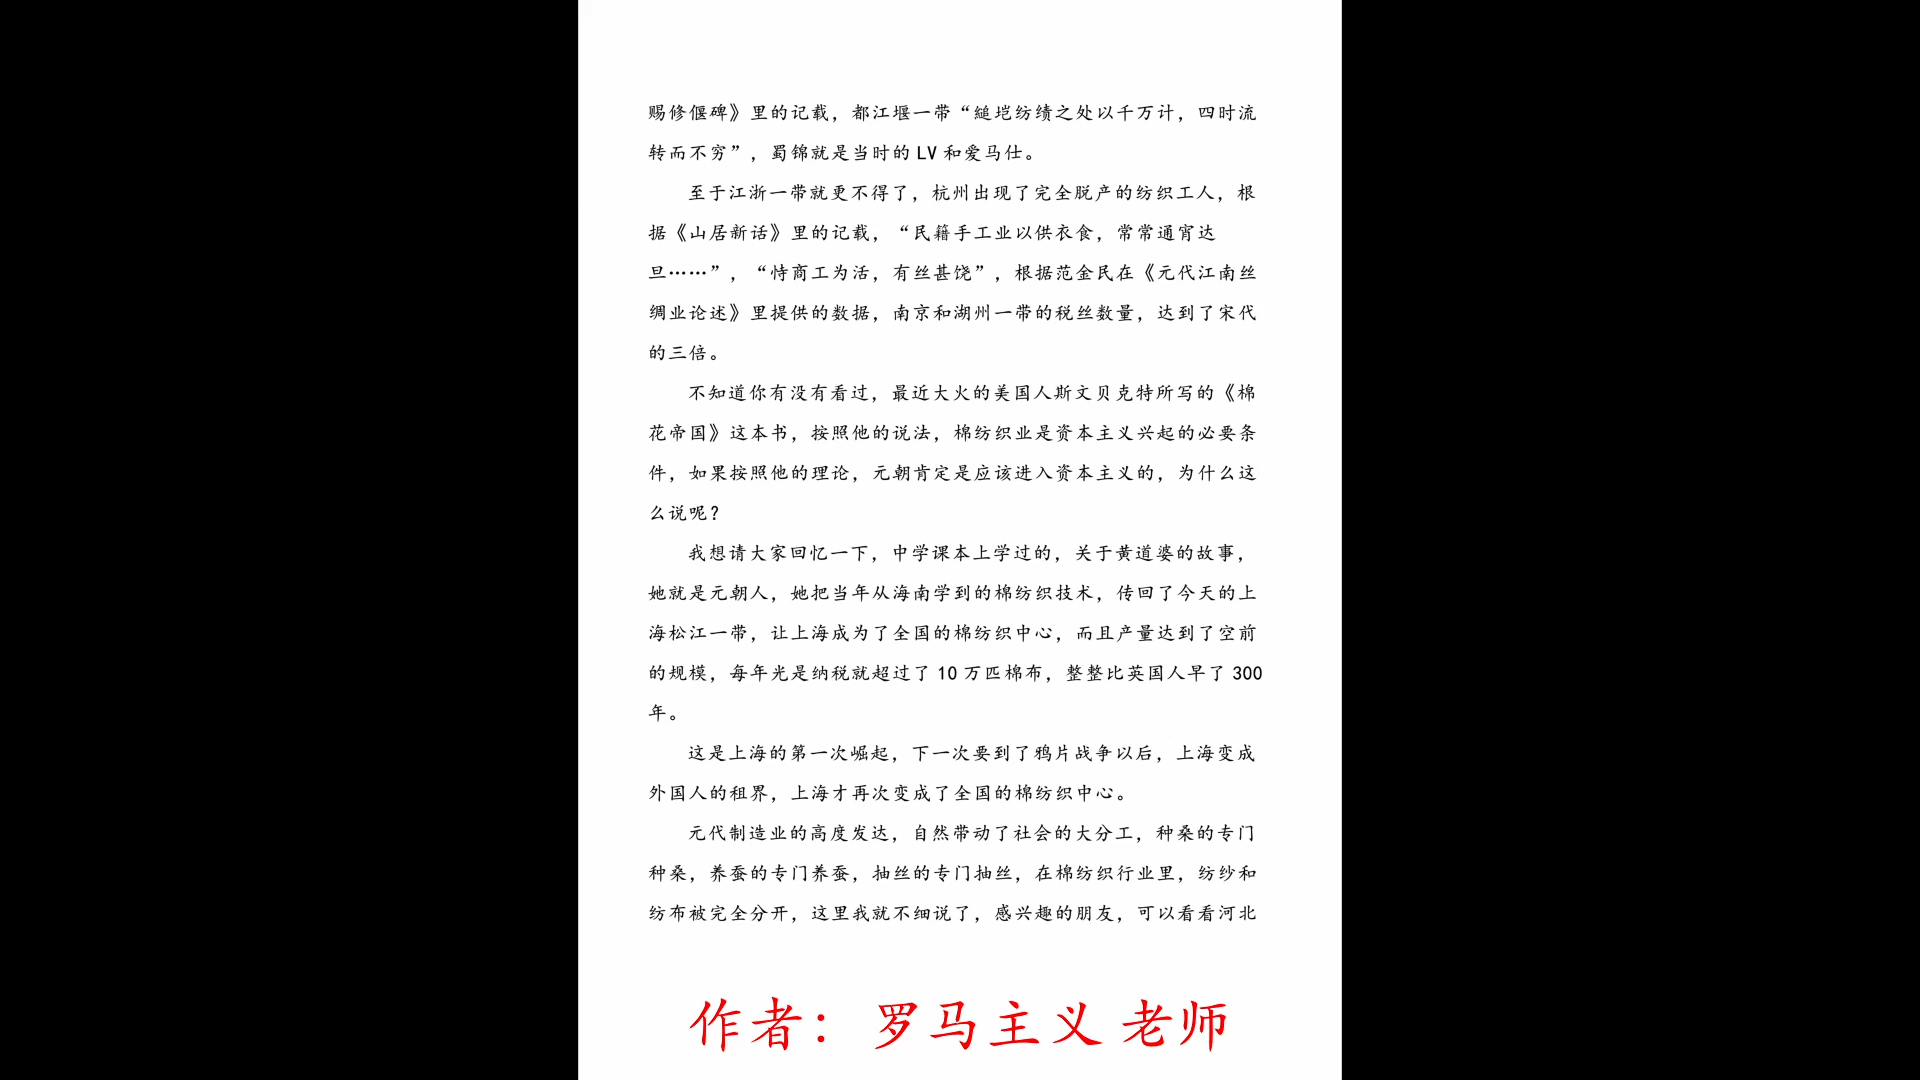 赐修偃碑》里的记载，都江堰一带“縋垲纺绩之处以千万计，四时流
转而不穷”，蜀锦就是当时的 LV 和爱马仕。
至于江浙一带就更不得了，杭州出现了完全脱产的纺织工人，根
据《山居新话》里的记载，“民籍手工业以供衣食，常常通宵达
旦……”，“恃商工为活，有丝甚饶”，根据范金民在《元代江南丝
绸业论述》里提供的数据，南京和湖州一带的税丝数量，达到了宋代
的三倍。
不知道你有没有看过，最近大火的美国人斯文贝克特所写的《棉
花帝国》这本书，按照他的说法，棉纺织业是资本主义兴起的必要条
件，如果按照他的理论，元朝肯定是应该进入资本主义的，为什么这
么说呢？
我想请大家回忆一下，中学课本上学过的，关于黄道婆的故事，
她就是元朝人，她把当年从海南学到的棉纺织技术，传回了今天的上
海松江一带，让上海成为了全国的棉纺织中心，而且产量达到了空前
的规模，每年光是纳税就超过了 10 万匹棉布，整整比英国人早了 300
年。
这是上海的第一次崛起，下一次要到了鸦片战争以后，上海变成
外国人的租界，上海才再次变成了全国的棉纺织中心。
元代制造业的高度发达，自然带动了社会的大分工，种桑的专门
种桑，养蚕的专门养蚕，抽丝的专门抽丝，在棉纺织行业里，纺纱和
纺布被完全分开，这里我就不细说了，感兴趣的朋友，可以看看河北
作者：罗马主义 老师